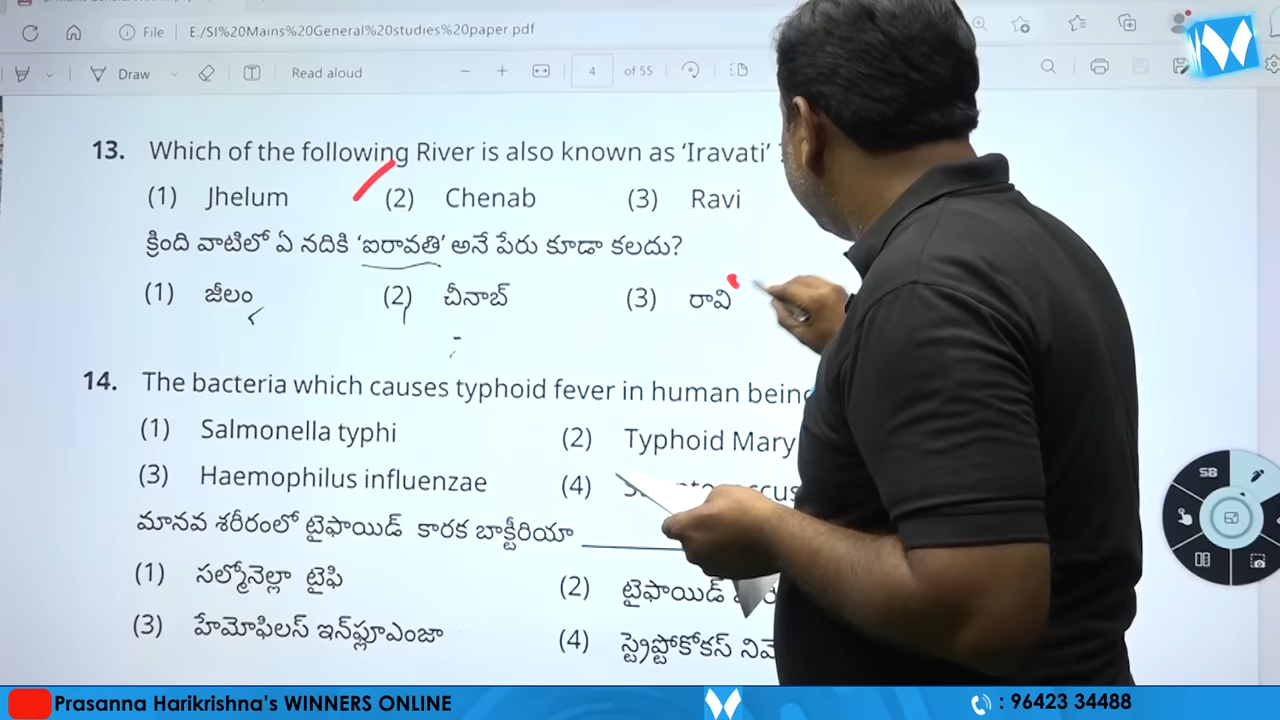 File E:/SI%20Mains%20General%20studies%20paper.pdf
Draw Read aloud 4 of 55
13. Which of the following River is also known as ‘Iravati’
(1) Jhelum (2) Chenab (3) Ravi
క్రింది వాటిలో ఏ నదికి ‘ఐరావతి’ అనే పేరు కూడా కలదు?
(1) జీలం (2) చీనాబ్ (3) రావి
14. The bacteria which causes typhoid fever in human being
(1) Salmonella typhi (2) Typhoid Mary
(3) Haemophilus influenzae (4)
మానవ శరీరంలో టైఫాయిడ్ కారక బాక్టీరియా
(1) సల్మోనెల్లా టైఫి (2) టైఫాయిడ్
(3) హేమోఫిలస్ ఇన్‌ఫ్లూఎంజా (4) స్ట్రెప్టోకోకస్
SB
Prasanna Harikrishna’s WINNERS ONLINE : 96423 34488